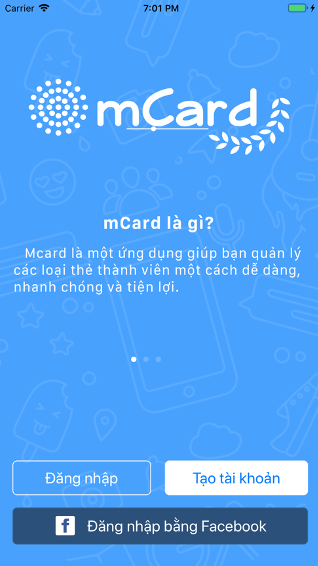 Carrier 7:01 PM
mCard
mCard là gì?
Mcard là một ứng dụng giúp bạn quản lý
các loại thẻ thành viên một cách dễ dàng,
nhanh chóng và tiện lợi.
Đăng nhập Tạo tài khoản
f Đăng nhập bằng Facebook